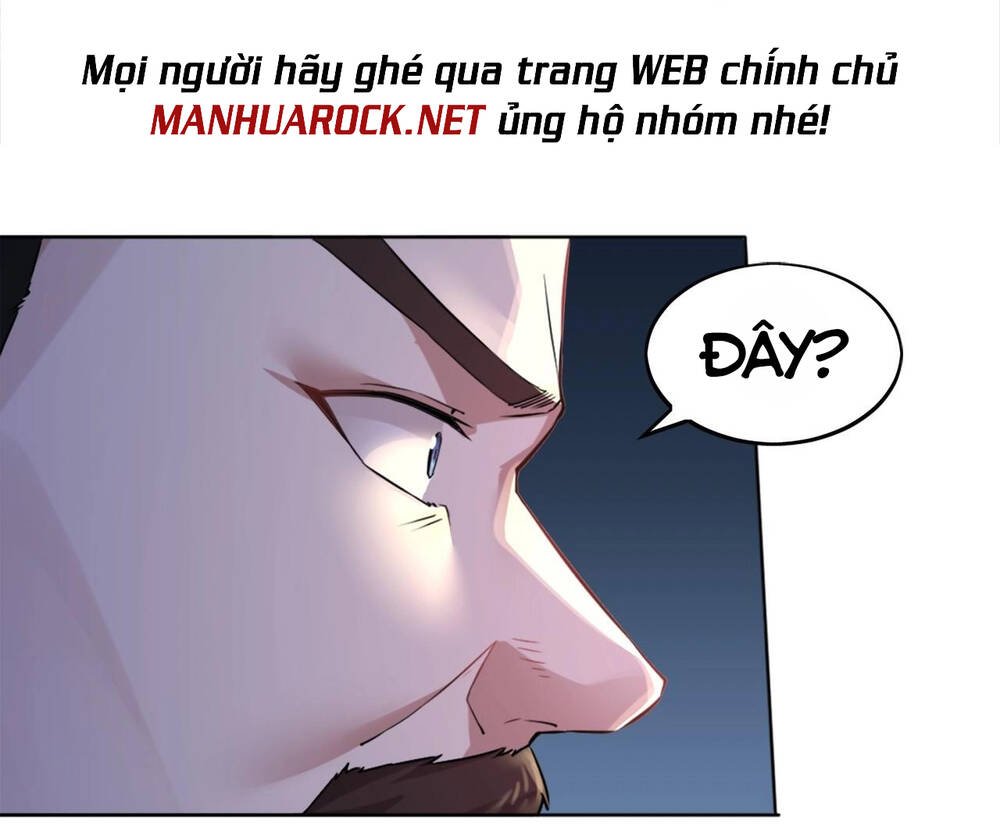 Mọi người hãy ghé qua trang WEB chính chủ
MANHUAROCK.NET ủng hộ nhóm nhé!
ĐÂY?